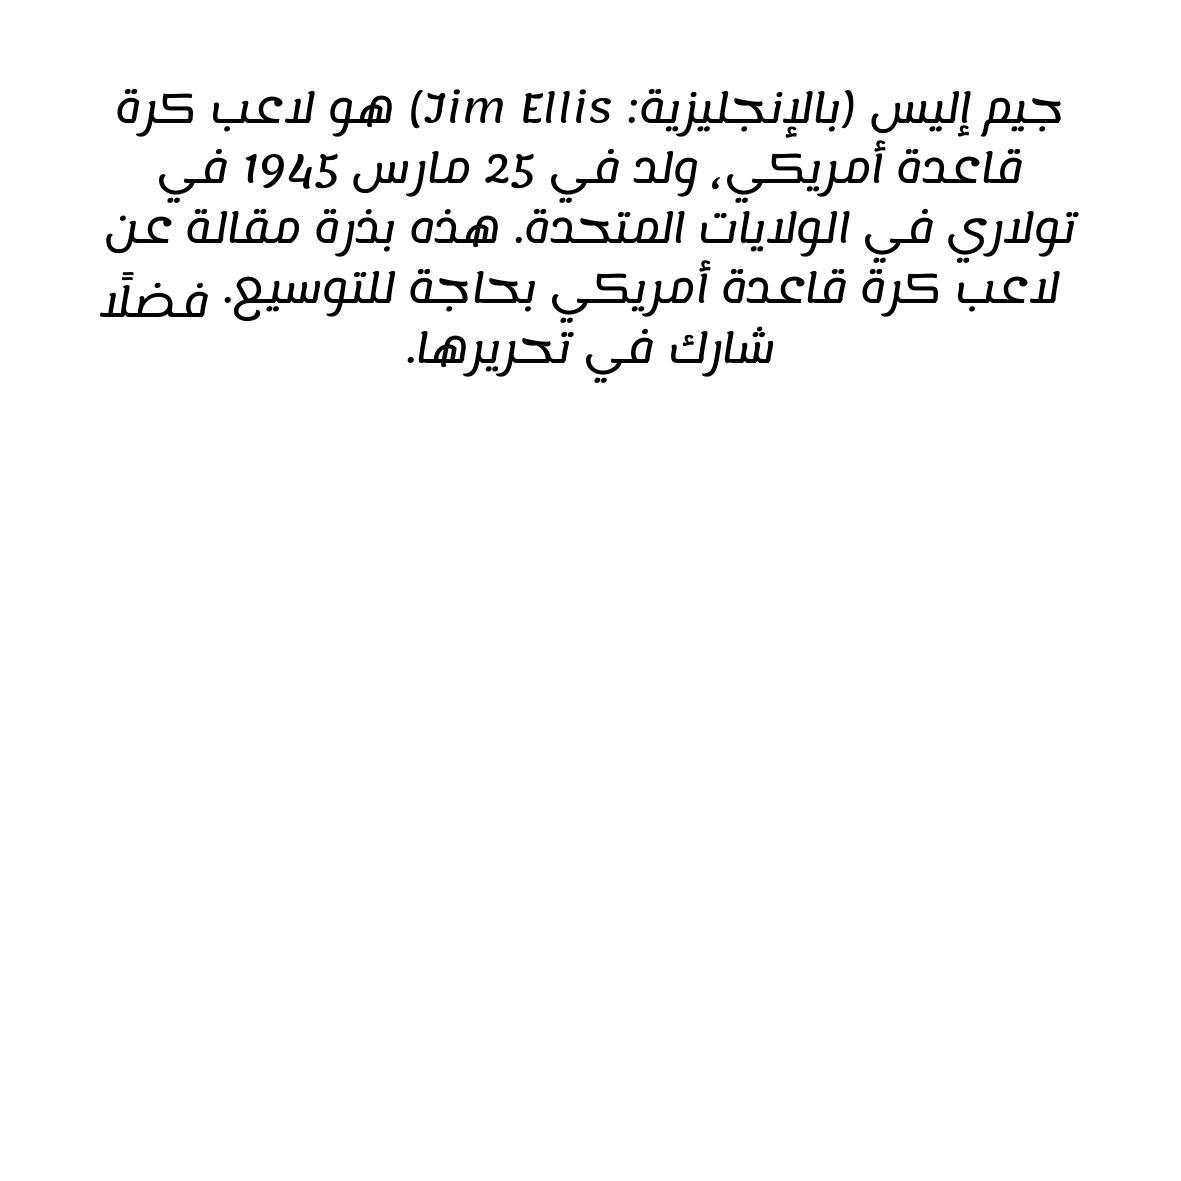 جيم إليس (بالإنجليزية: Jim Ellis) هو لاعب كرة
قاعدة أمريكي، ولد في 25 مارس 1945 في
تولاري في الولايات المتحدة. هذه بذرة مقالة عن
لاعب كرة قاعدة أمريكي بحاجة للتوسيع. فضلًا
شارك في تحريرها.